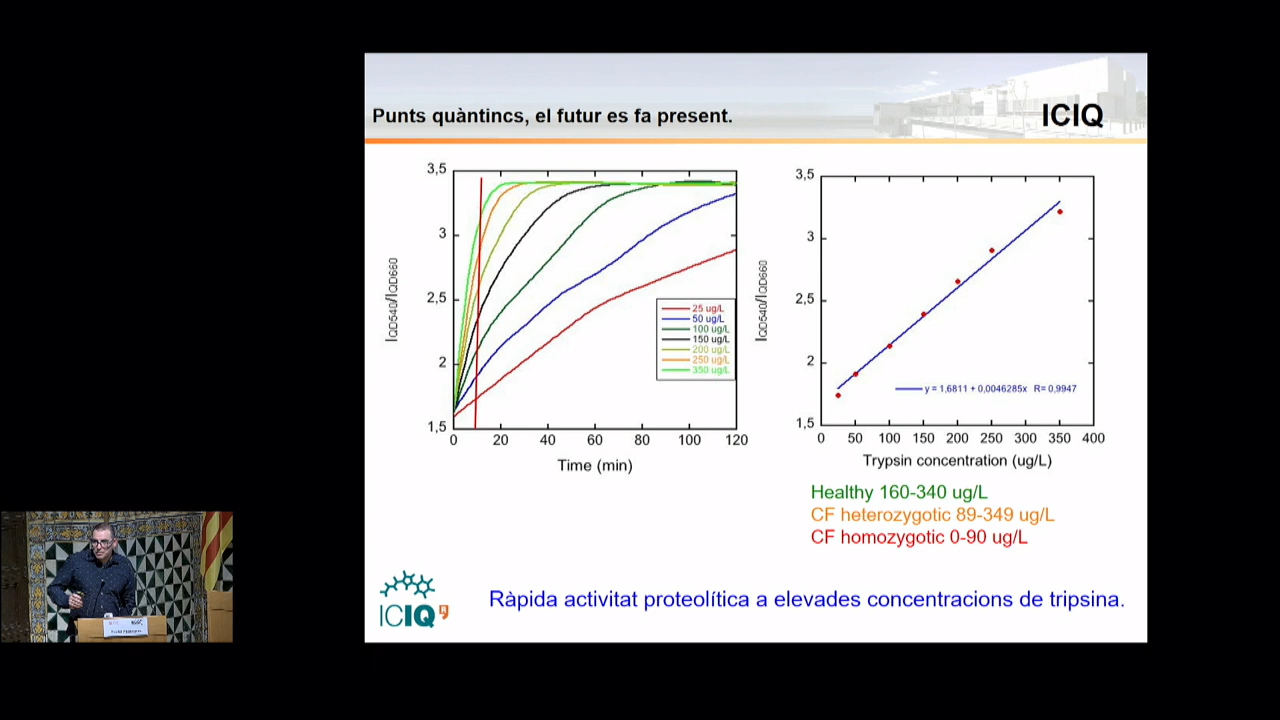 Punts quàntincs, el futur es fa present.
ICIQ
3,5
3
2,5
2
1,5
IQD540/IQD660
0
20
40
60
80
100
120
Time (min)
25 ug/L
50 ug/L
100 ug/L
150 ug/L
200 ug/L
250 ug/L
350 ug/L
3,5
3
2,5
2
1,5
IQD540/IQD660
0
50
100
150
200
250
300
350
400
Trypsin concentration (ug/L)
y = 1,6811 + 0,0046285x R= 0,9947
Healthy 160-340 ug/L
CF heterozygotic 89-349 ug/L
CF homozygotic 0-90 ug/L
ICIQ
Ràpida activitat proteolítica a elevades concentracions de tripsina.